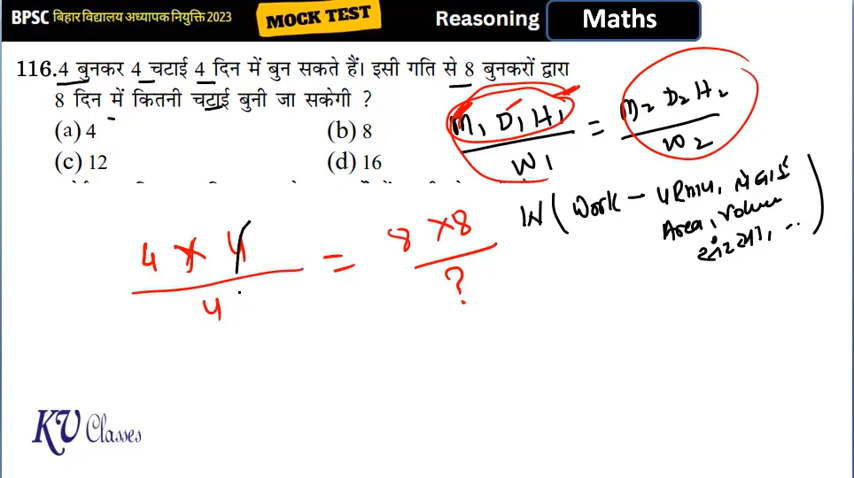 BPSC बिहार विद्यालय अध्यापक नियुक्ति 2023 MOCK TEST Reasoning Maths
116. 4 बुनकर 4 चटाई 4 दिन में बुन सकते हैं। इसी गति से 8 बुनकरों द्वारा
8 दिन में कितनी चटाई बुनी जा सकेगी ?
(a) 4 (b) 8
(c) 12 (d) 16
M₁ D₁ H₁ / W₁ = M₂ D₂ H₂ / W₂
W (Work –
Area,
4 × 4 / 4 = 8 × 8 / ?
KV Classes